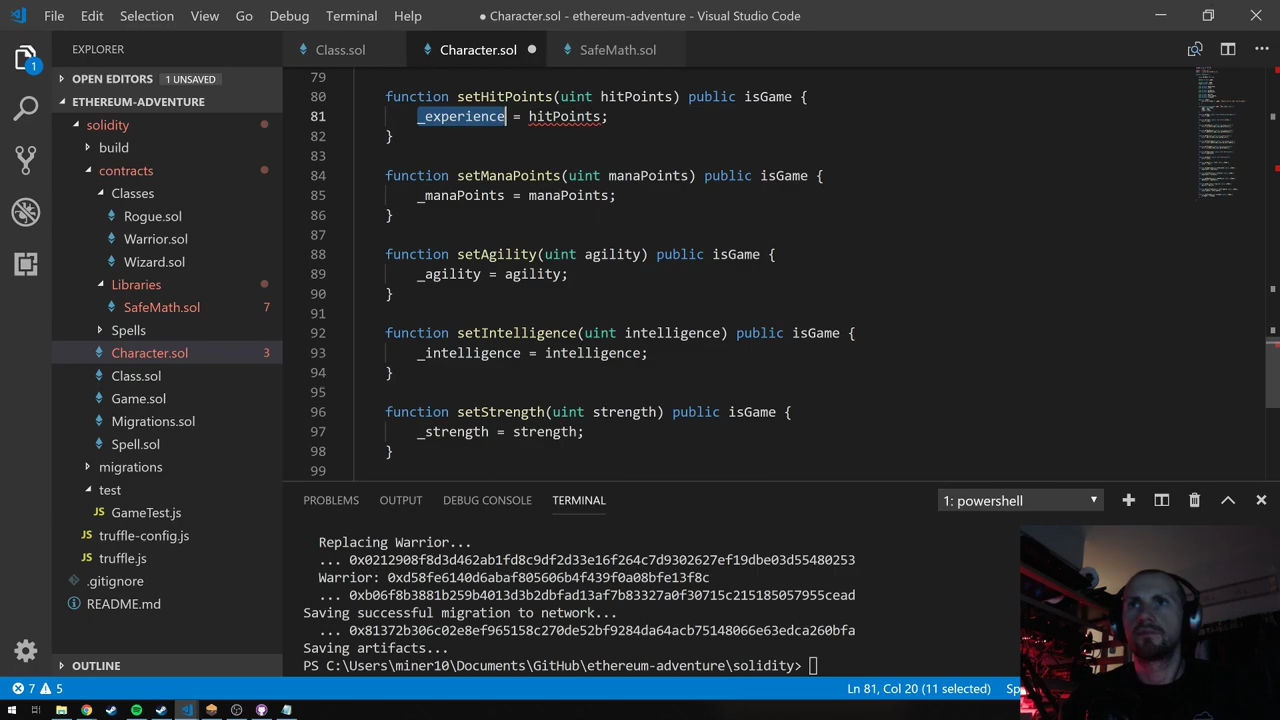 File Edit Selection View Go Debug Terminal Help
● Character.sol - ethereum-adventure - Visual Studio Code
EXPLORER
Class.sol
Character.sol
SafeMath.sol
OPEN EDITORS 1 UNSAVED
ETHEREUM-ADVENTURE
solidity
build
contracts
Classes
Rogue.sol
Warrior.sol
Wizard.sol
Libraries
SafeMath.sol 7
Spells
Character.sol 3
Class.sol
Game.sol
Migrations.sol
Spell.sol
migrations
test
GameTest.js
truffle-config.js
truffle.js
.gitignore
README.md
OUTLINE
1
79
80 function setHitPoints(uint hitPoints) public isGame {
81 _experience = hitPoints;
82 }
83
84 function setManaPoints(uint manaPoints) public isGame {
85 _manaPoints = manaPoints;
86 }
87
88 function setAgility(uint agility) public isGame {
89 _agility = agility;
90 }
91
92 function setIntelligence(uint intelligence) public isGame {
93 _intelligence = intelligence;
94 }
95
96 function setStrength(uint strength) public isGame {
97 _strength = strength;
98 }
99
PROBLEMS OUTPUT DEBUG CONSOLE TERMINAL
1: powershell
Replacing Warrior...
... 0x0212908f8d3d462ab1fd8c9df2d33e16f264c7d9302627ef19dbe03d55480253
Warrior: 0xd58fe6140d6abaf805606b4f439f0a08bfe13f8c
... 0xb06f8b3881b259b4013d3b2dbfad13af7b83327a0f30715c215185057955cead
Saving successful migration to network...
... 0x81372b306c02e8ef965158c270de52bf9284da64acb75148066e63edca260bfa
Saving artifacts...
PS C:\Users\miner10\Documents\GitHub\ethereum-adventure\solidity>
7 5
Ln 81, Col 20 (11 selected)